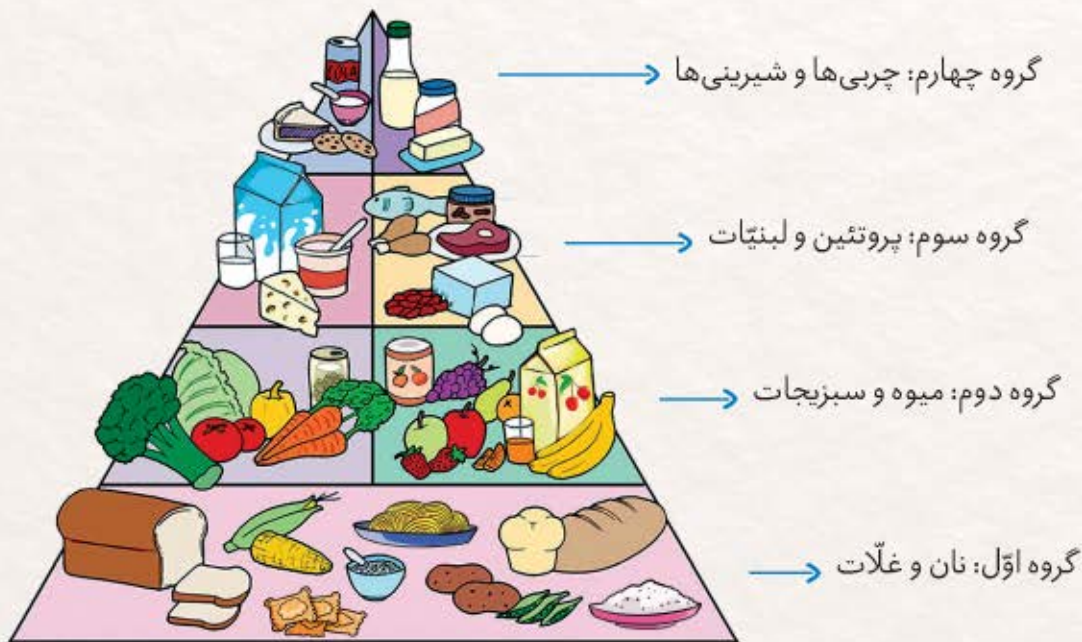 COLA
گروه چهارم: چربی‌ها و شیرینی‌ها
گروه سوم: پروتئین و لبنیّات
گروه دوم: میوه و سبزیجات
گروه اوّل: نان و غلّات